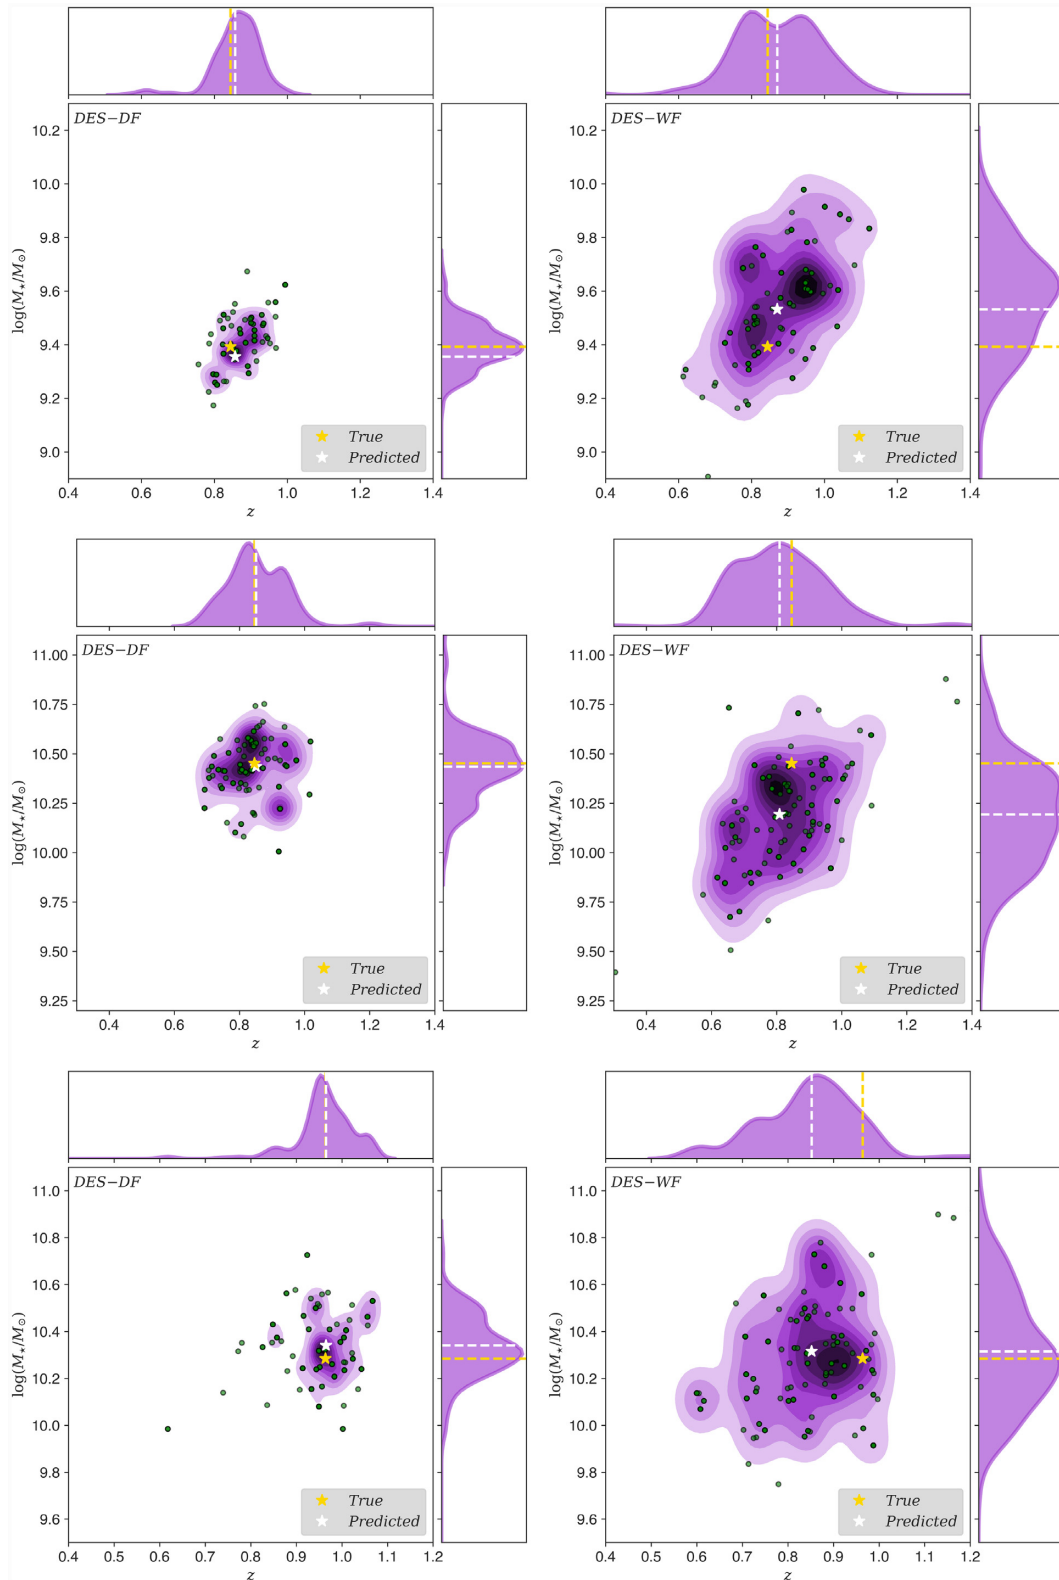 DES−DF
10.2
10.0
9.8
9.6
9.4
9.2
9.0
log(M⋆/M⊙)
0.4 0.6 0.8 1.0 1.2 1.4
z
True
Predicted
DES−WF
10.2
10.0
9.8
9.6
9.4
9.2
9.0
log(M⋆/M⊙)
0.4 0.6 0.8 1.0 1.2 1.4
z
True
Predicted
DES−DF
11.00
10.75
10.50
10.25
10.00
9.75
9.50
9.25
log(M⋆/M⊙)
0.4 0.6 0.8 1.0 1.2 1.4
z
True
Predicted
DES−WF
11.00
10.75
10.50
10.25
10.00
9.75
9.50
9.25
log(M⋆/M⊙)
0.4 0.6 0.8 1.0 1.2 1.4
z
True
Predicted
DES−DF
11.0
10.8
10.6
10.4
10.2
10.0
9.8
9.6
log(M⋆/M⊙)
0.4 0.5 0.6 0.7 0.8 0.9 1.0 1.1 1.2
z
True
Predicted
DES−WF
11.0
10.8
10.6
10.4
10.2
10.0
9.8
9.6
log(M⋆/M⊙)
0.4 0.5 0.6 0.7 0.8 0.9 1.0 1.1 1.2
z
True
Predicted